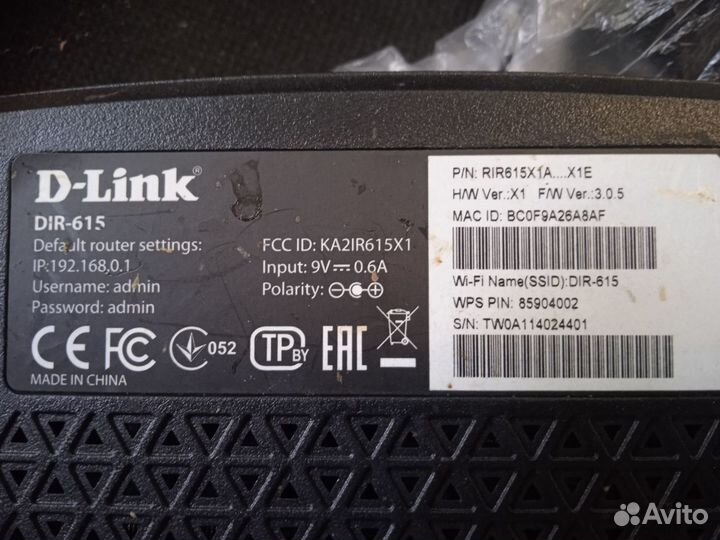 D-Link®
DIR-615
Default router settings:
IP:192.168.0.1
Username: admin
Password: admin
FCC ID: KA2IR615X1
Input: 9V⎓0.6A
Polarity:
CE FC 052 TP BY EAC
MADE IN CHINA
P/N: RIR615X1A....X1E
H/W Ver.:X1 F/W Ver.:3.0.5
MAC ID: BC0F9A26A8AF
Wi-Fi Name(SSID):DIR-615
WPS PIN: 85904002
S/N: TW0A114024401
Avito